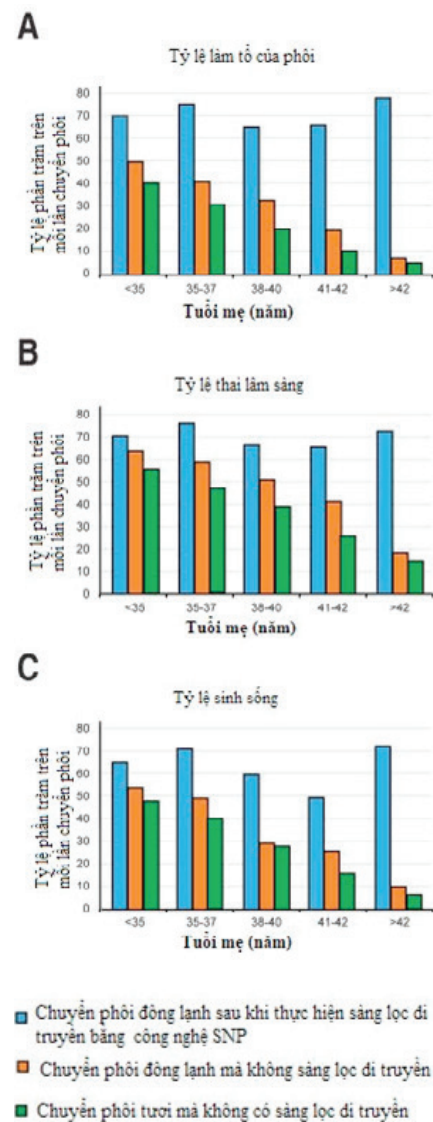 A
Tỷ lệ làm tổ của phôi
Tỷ lệ phần trăm trên
mỗi lần chuyển phôi
80
70
60
50
40
30
20
10
0
<35
35-37
38-40
41-42
>42
Tuổi mẹ (năm)
B
Tỷ lệ thai lâm sàng
Tỷ lệ phần trăm trên
mỗi lần chuyển phôi
80
70
60
50
40
30
20
10
0
<35
35-37
38-40
41-42
>42
Tuổi mẹ (năm)
C
Tỷ lệ sinh sống
Tỷ lệ phần trăm trên
mỗi lần chuyển phôi
80
70
60
50
40
30
20
10
0
<35
35-37
38-40
41-42
>42
Tuổi mẹ (năm)
Chuyển phôi đông lạnh sau khi thực hiện sàng lọc di
truyền bằng công nghệ SNP
Chuyển phôi đông lạnh mà không sàng lọc di truyền
Chuyển phôi tươi mà không có sàng lọc di truyền